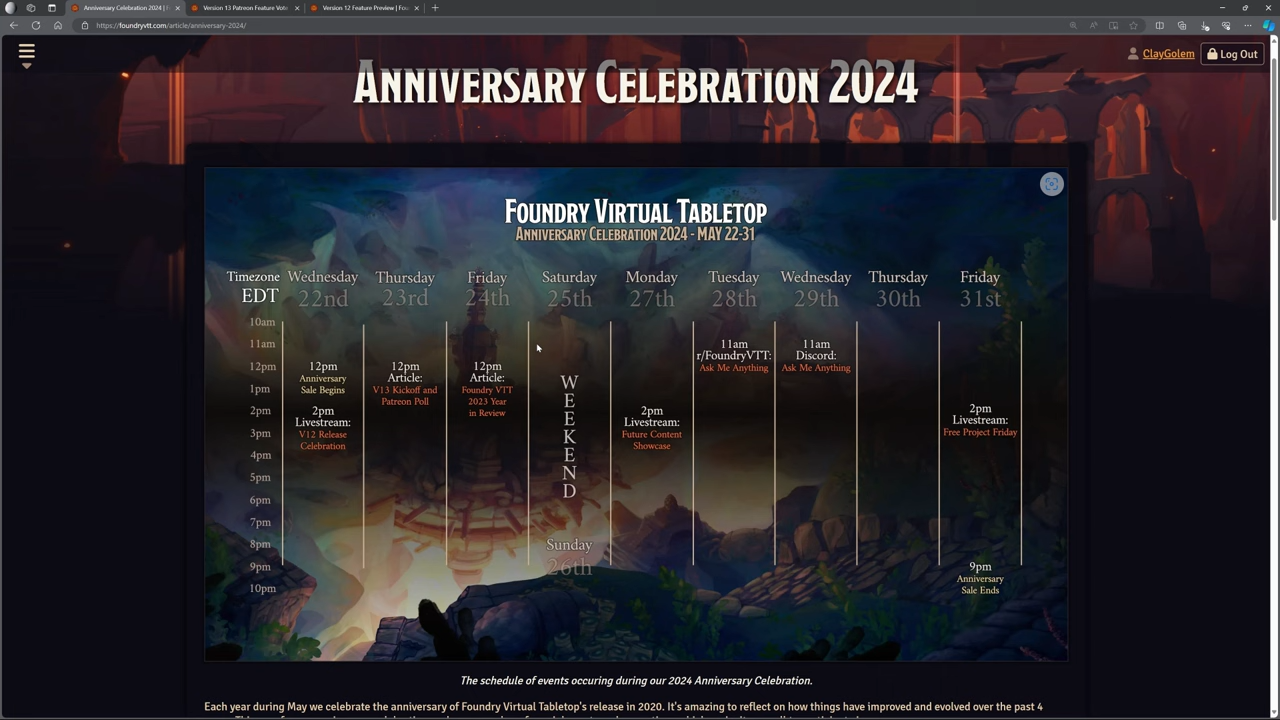 Anniversary Celebration 2024 | F
Version 13 Patreon Feature Vote
Version 12 Feature Preview | Fou
https://foundryvtt.com/article/anniversary-2024/
ClayGolem
Log Out
ANNIVERSARY CELEBRATION 2024
FOUNDRY VIRTUAL TABLETOP
ANNIVERSARY CELEBRATION 2024 - MAY 22-31
Timezone
EDT
Wednesday
22nd
Thursday
23rd
Friday
24th
Saturday
25th
Monday
27th
Tuesday
28th
Wednesday
29th
Thursday
30th
Friday
31st
10am
11am
12pm
1pm
2pm
3pm
4pm
5pm
6pm
7pm
8pm
9pm
10pm
12pm
Anniversary
Sale Begins
2pm
Livestream:
V12 Release
Celebration
12pm
Article:
V13 Kickoff and
Patreon Poll
12pm
Article:
Foundry VTT
2023 Year
in Review
WEEKEND
Sunday
26th
2pm
Livestream:
Future Content
Showcase
11am
r/FoundryVTT:
Ask Me Anything
11am
Discord:
Ask Me Anything
2pm
Livestream:
Free Project Friday
9pm
Anniversary
Sale Ends
The schedule of events occuring during our 2024 Anniversary Celebration.
Each year during May we celebrate the anniversary of Foundry Virtual Tabletop's release in 2020. It's amazing to reflect on how things have improved and evolved over the past 4